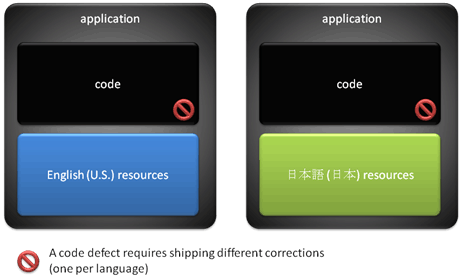 application
code
English (U.S.) resources
application
code
日本語 (日本) resources
A code defect requires shipping different corrections
(one per language)